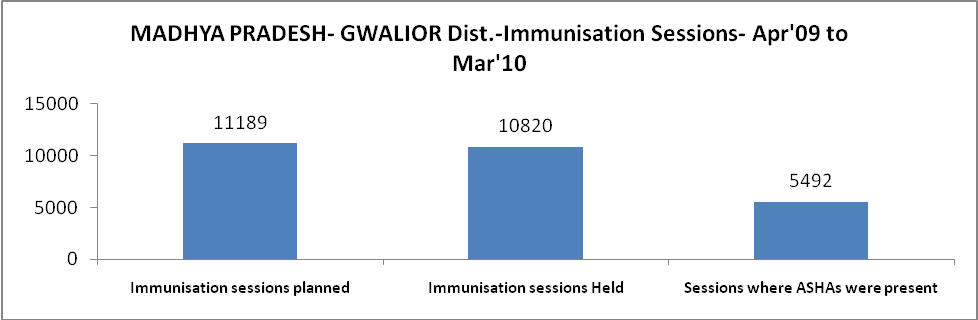 MADHYA PRADESH- GWALIOR Dist.-Immunisation Sessions- Apr'09 to
Mar'10
15000
10000
5000
0
11189
10820
5492
Immunisation sessions planned
Immunisation sessions Held
Sessions where ASHAs were present